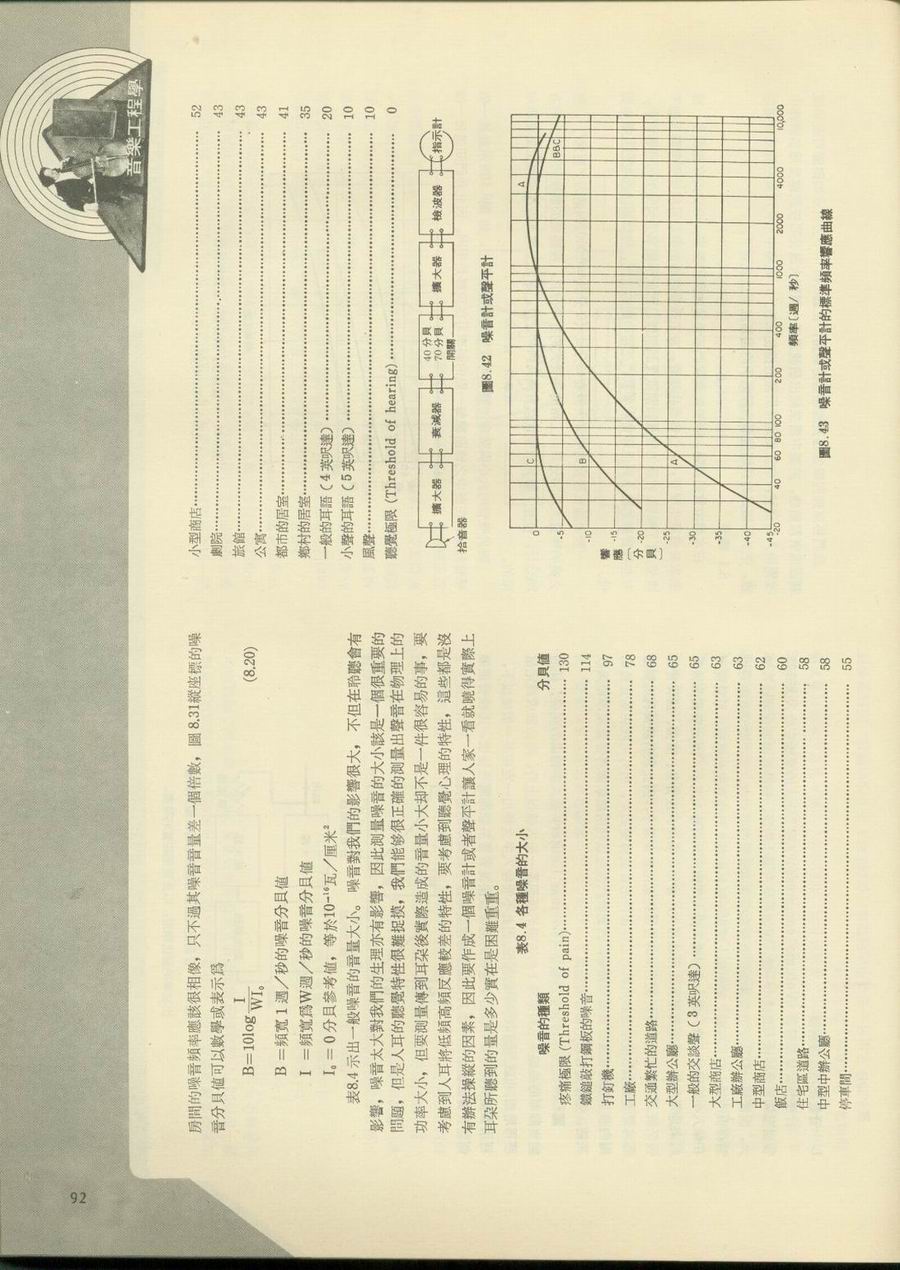 92
音樂工程學
房間的噪音頻率應該很相像，只不過其噪音音量差一個倍數，圖 8.31 縱座標的噪
音分貝值可以數學或表示爲
B＝10log I/WI₀ (8.20)
B ＝頻寬 1 週／秒的噪音分貝值
I ＝頻寬爲W週／秒的噪音分貝值
I₀＝0 分貝參考値，等於10⁻¹⁶瓦／厘米²
表8.4 示出一般噪音的音量大小。噪音對我們的影響很大，不但在聆聽會有
影響，噪音太大對我們的生理亦有影響，因此測量噪音的大小該是一個很重要的
問題，但是人耳的聽覺特性很難捉摸，我們能够很正確的測量出聲音在物理上的
功率大小，但要測量傳到耳朵後實際造成的音量小大却不是一件很容易的事，要
考慮到人耳將低頻高頻反應較差的特性，要考慮到聽覺心理的特性，這些都是沒
有辦法操縱的因素，因此要作成一個噪音計或者聲平計讓人家一看就曉得實際上
耳朵所聽到的量是多少實在是困難重重。
表8.4 各種噪音的大小
噪音的種類 分貝値
疼痛極限 (Threshold of pain) 130
鐵鎚敲打鋼板的噪音 114
打釘機 97
工廠 78
交通繁忙的道路 68
大型辦公廳 65
一般的交談聲（3 英呎達） 65
大型商店 63
工廠辦公廳 63
中型商店 62
飯店 60
住宅區道路 58
中型中辦公廳 58
停車間 55
小型商店 52
劇院 43
旅館 43
公寓 43
都市的居室 41
鄉村的居室 35
一般的耳語（4 英呎達） 20
小聲的耳語（5 英呎達） 10
風聲 10
聽覺極限 (Threshold of hearing) 0
擴大器 衰減器 40分貝 70分貝 開關 擴大器 檢波器 指示計
拾音器
圖8.42 噪音計或聲平計
A
B&C
C
B
A
0
-5
-10
-15
-20
-25
-30
-35
-40
-45
響應〔分貝〕
20 40 60 80 100 200 400 1000 2000 4000 10,000
頻率〔週/秒〕
圖8.43 噪音計或聲平計的標準頻率響應曲線